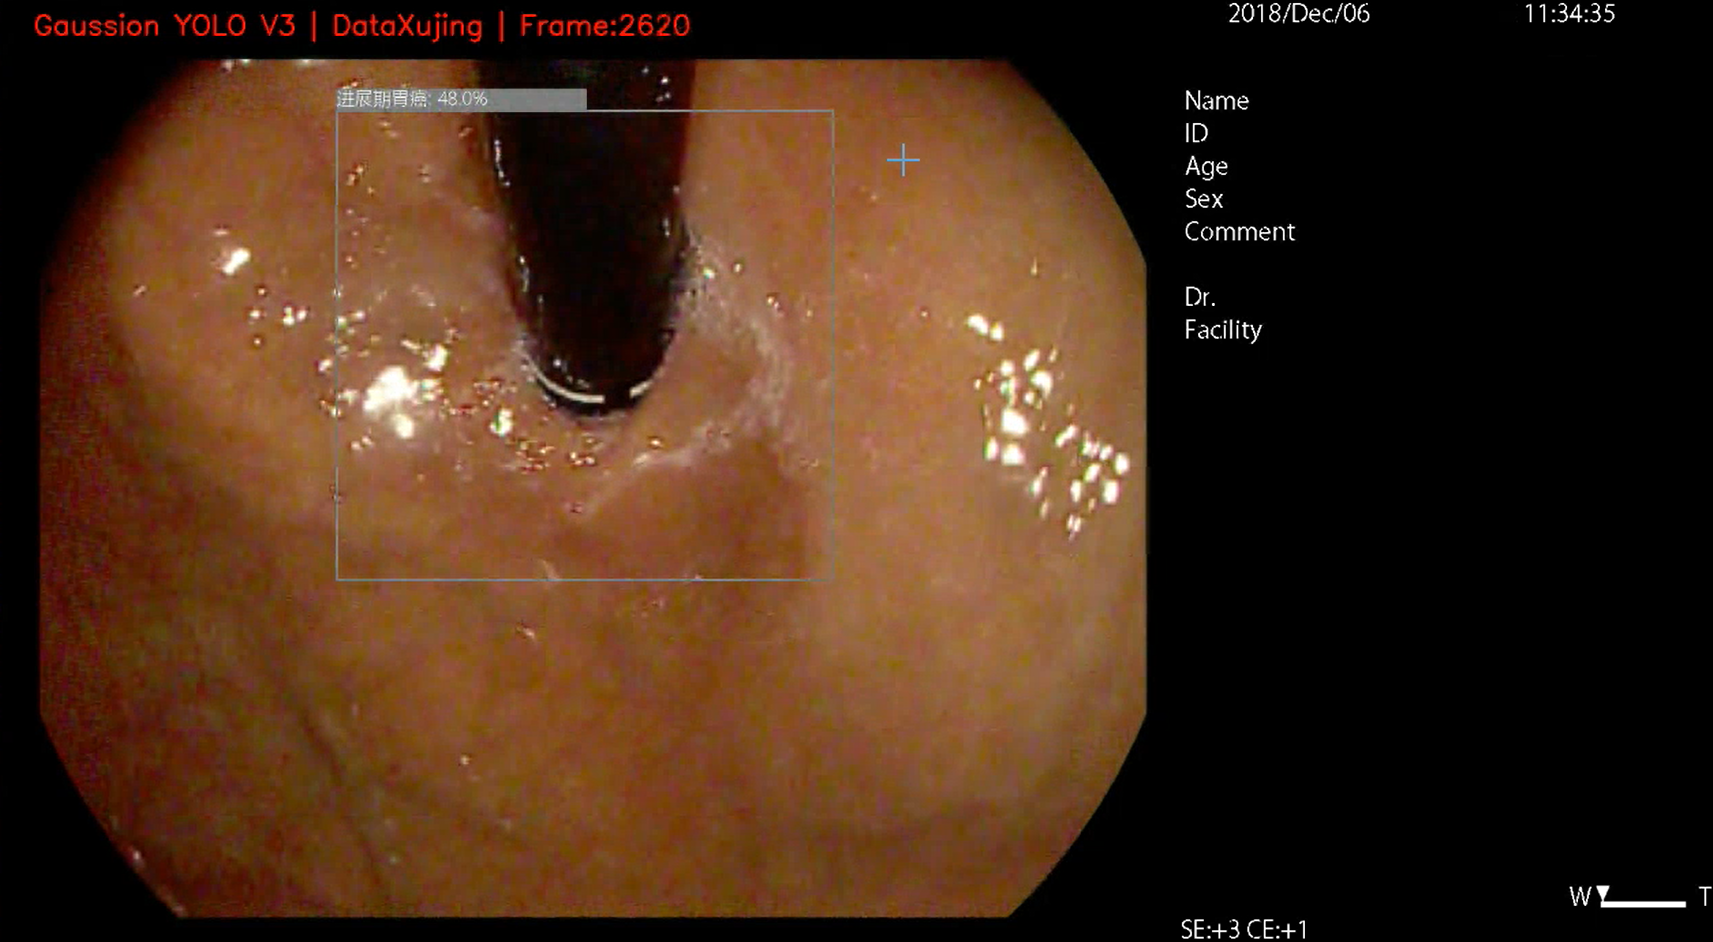 Gaussion YOLO V3 | DataXujing | Frame:2620
2018/Dec/06 11:34:35
进展期胃癌: 48.0%
Name
ID
Age
Sex
Comment
Dr.
Facility
W T
SE:+3 CE:+1